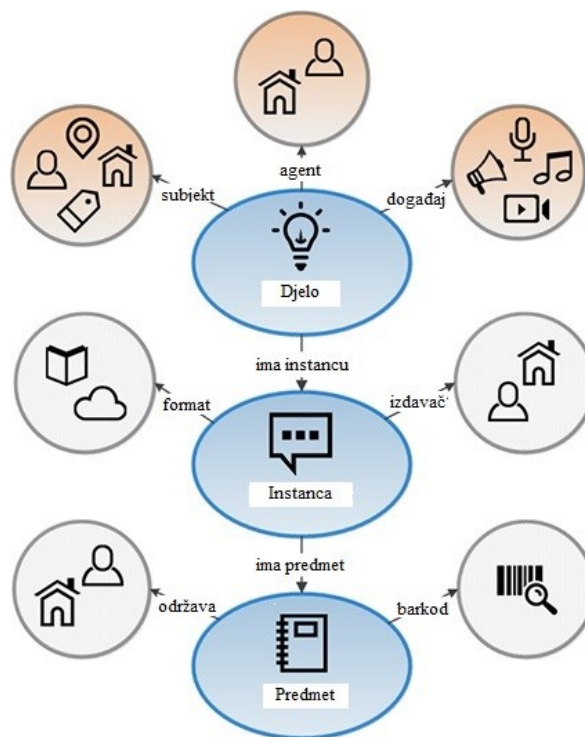 agent
subjekt
događaj
Djelo
ima instancu
format
izdavač
Instanca
ima predmet
održava
barkod
Predmet